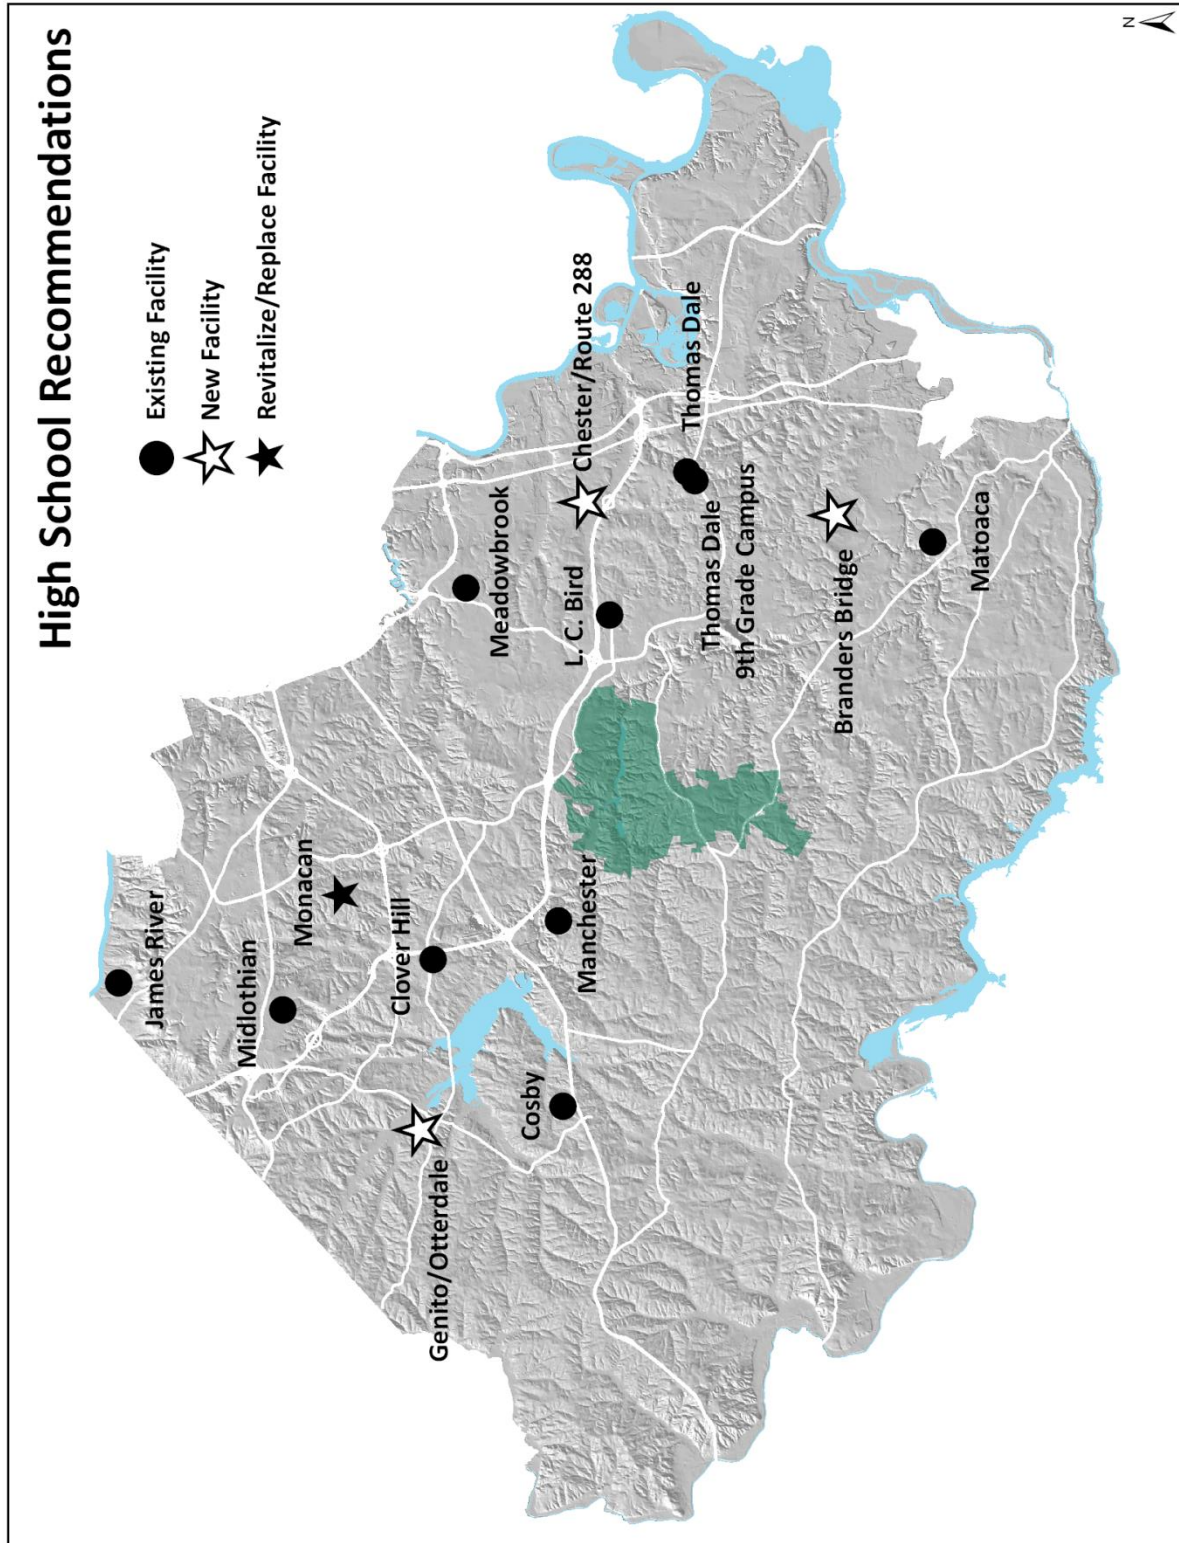 High School Recommendations
Existing Facility
New Facility
Revitalize/Replace Facility
James River
Midlothian
Monacan
Clover Hill
Genito/Otterdale
Cosby
Manchester
Meadowbrook
L. C. Bird
Chester/Route 288
Thomas Dale
Thomas Dale
9th Grade Campus
Branders Bridge
Matoaca
N